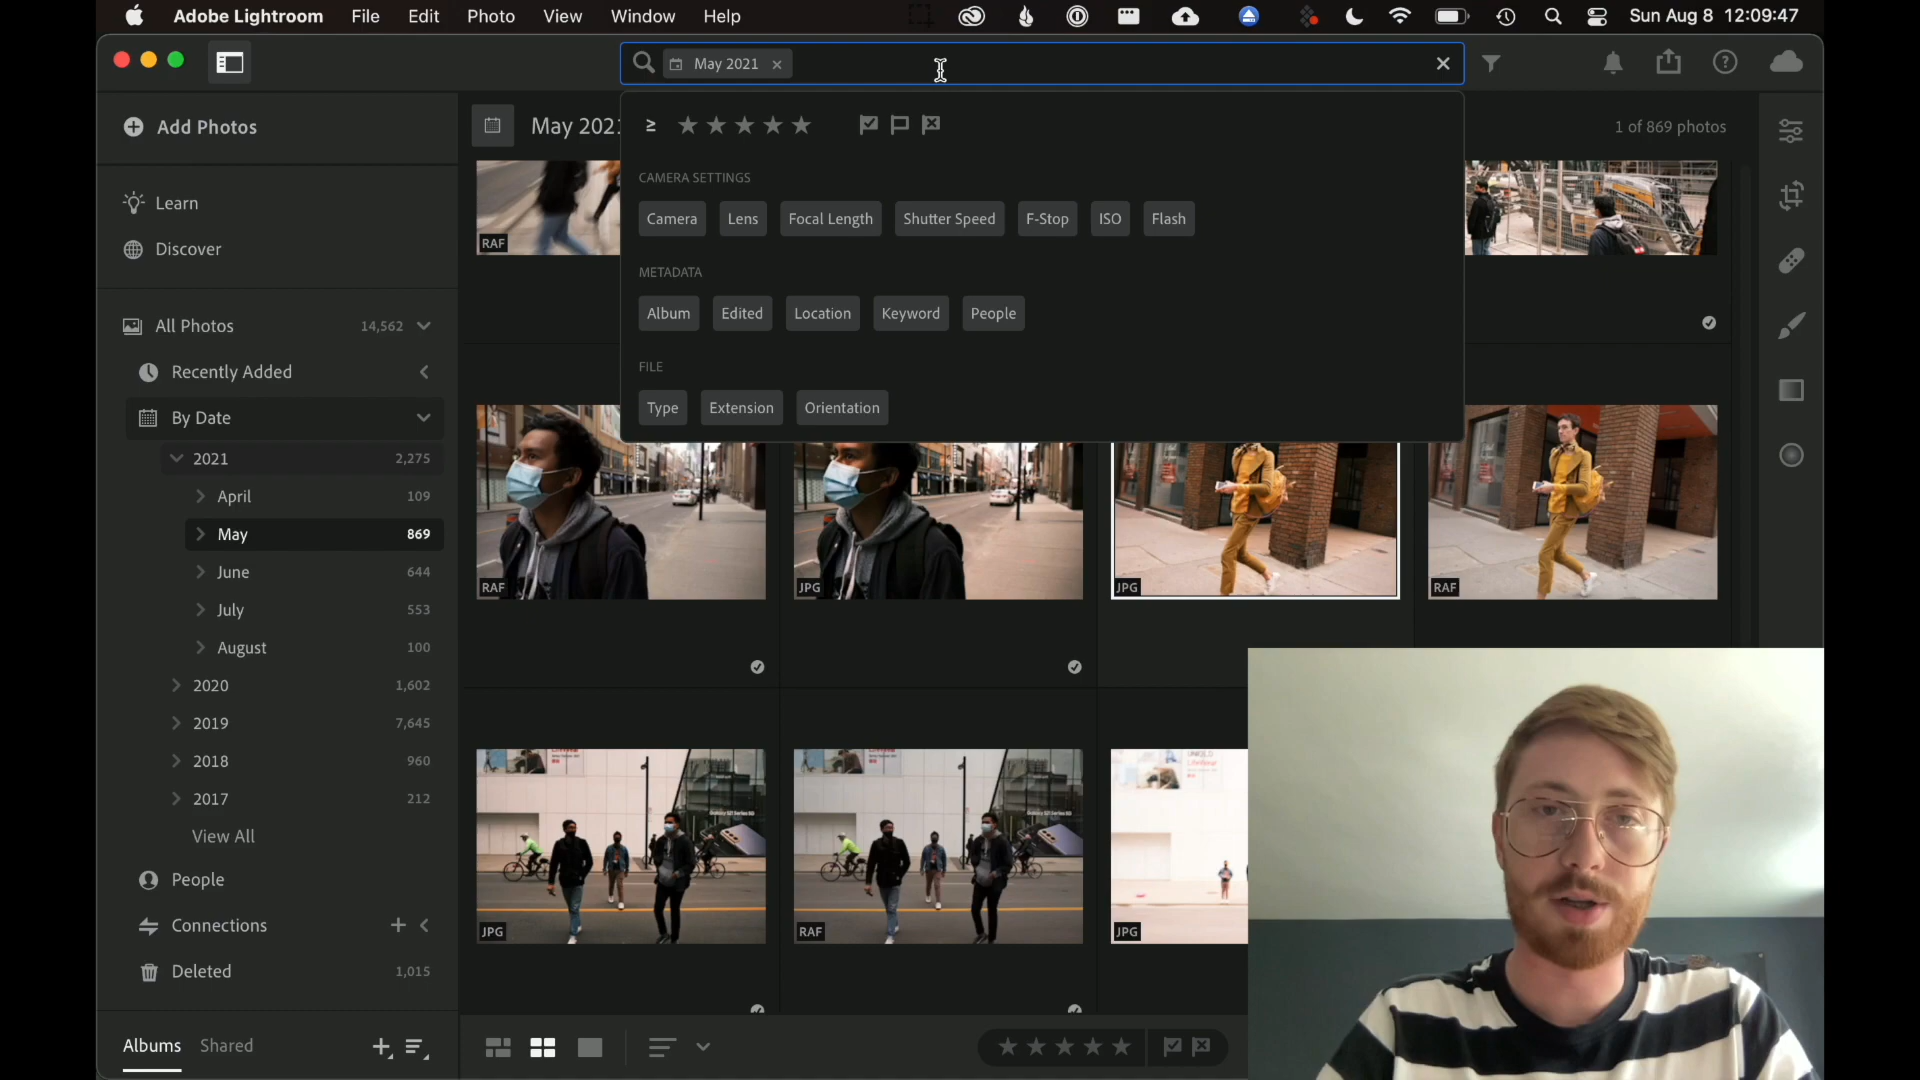 Adobe Lightroom File Edit Photo View Window Help Sun Aug 8 12:09:47
May 2021
Add Photos
May 202 1 of 869 photos
≥
CAMERA SETTINGS
Camera Lens Focal Length Shutter Speed F-Stop ISO Flash
METADATA
Album Edited Location Keyword People
FILE
Type Extension Orientation
Learn
Discover
All Photos 14,562
Recently Added
By Date
2021 2,275
April 109
May 869
June 644
July 553
August 100
2020 1,602
2019 7,645
2018 960
2017 212
View All
People
Connections
Deleted 1,015
Albums Shared
RAF
RAF JPG JPG RAF
JPG RAF JPG